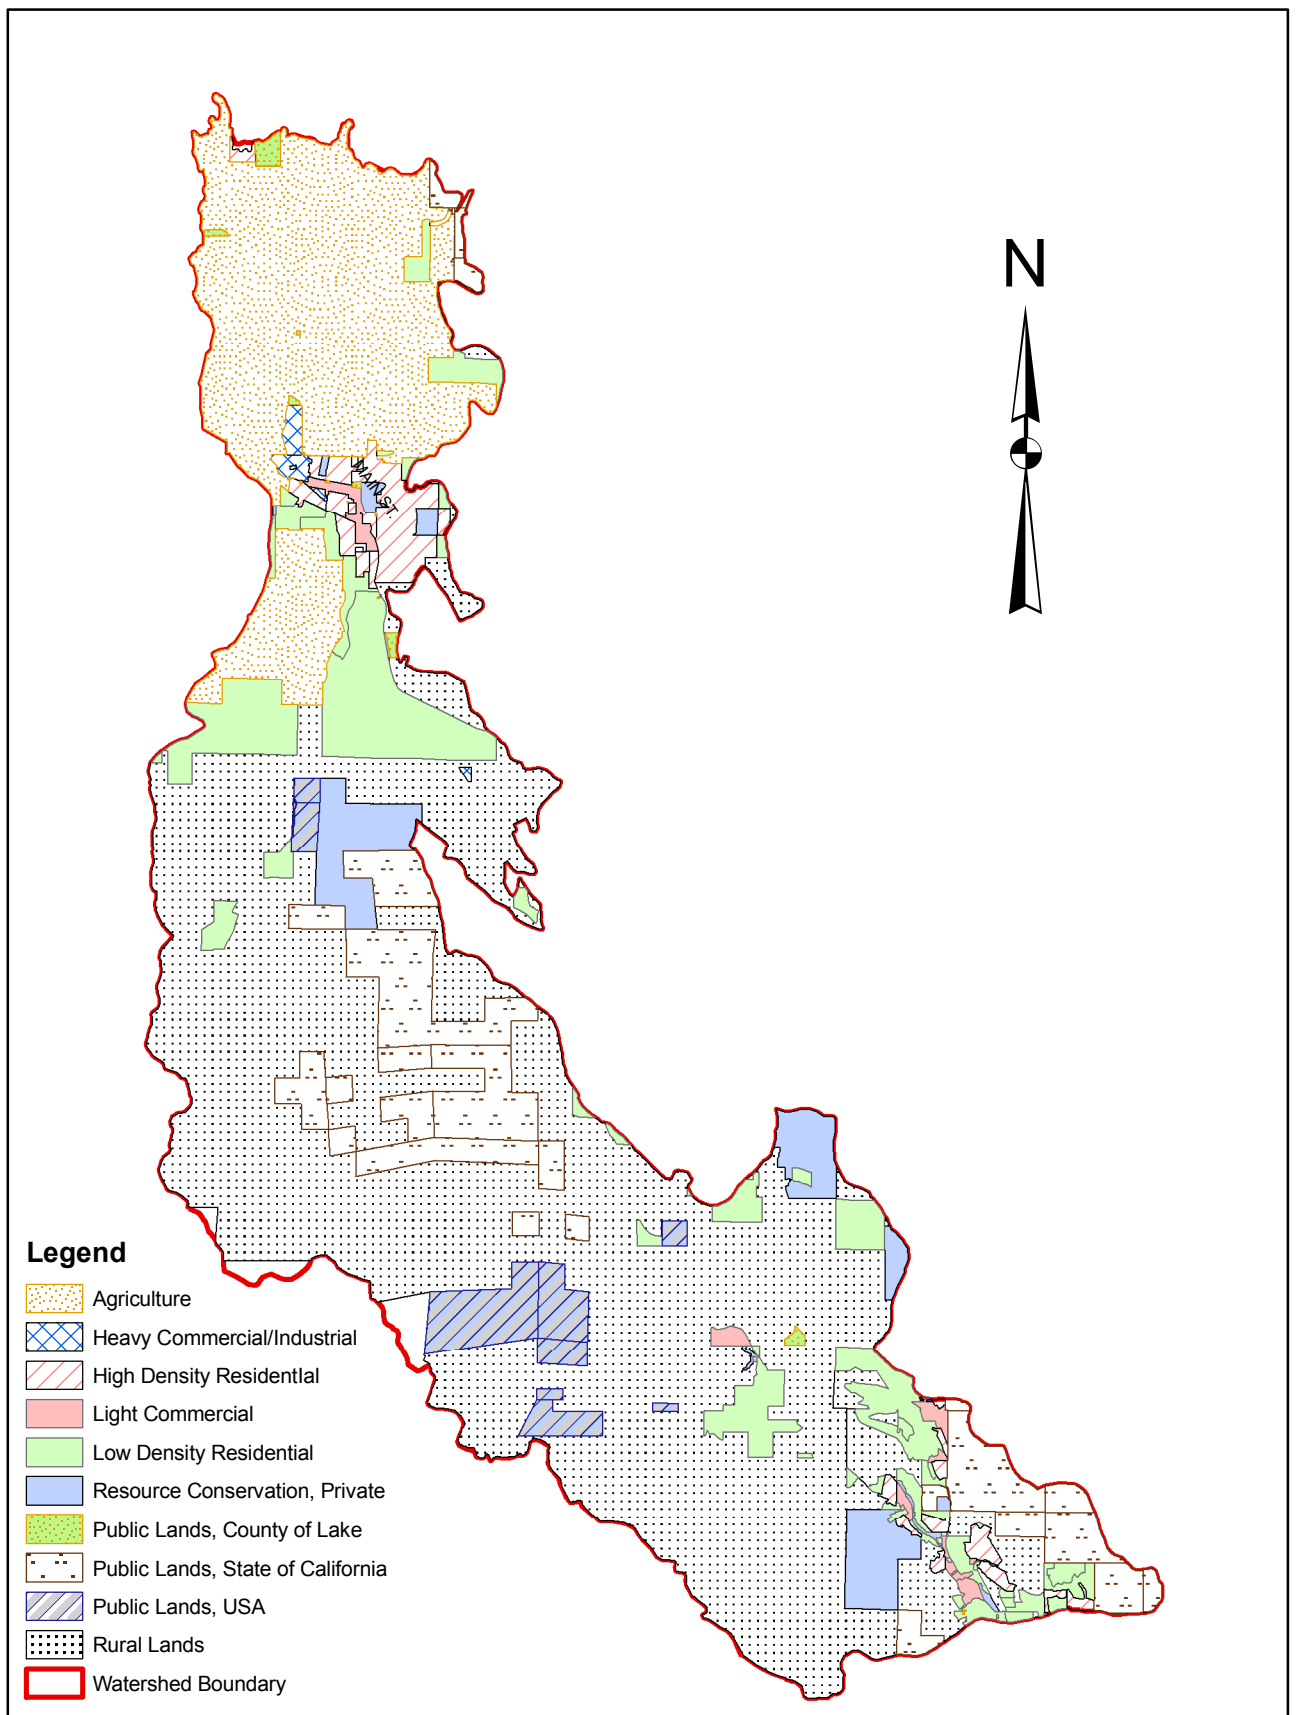 N
MAIN ST.
Legend
Agriculture
Heavy Commercial/Industrial
High Density Residential
Light Commercial
Low Density Residential
Resource Conservation, Private
Public Lands, County of Lake
Public Lands, State of California
Public Lands, USA
Rural Lands
Watershed Boundary